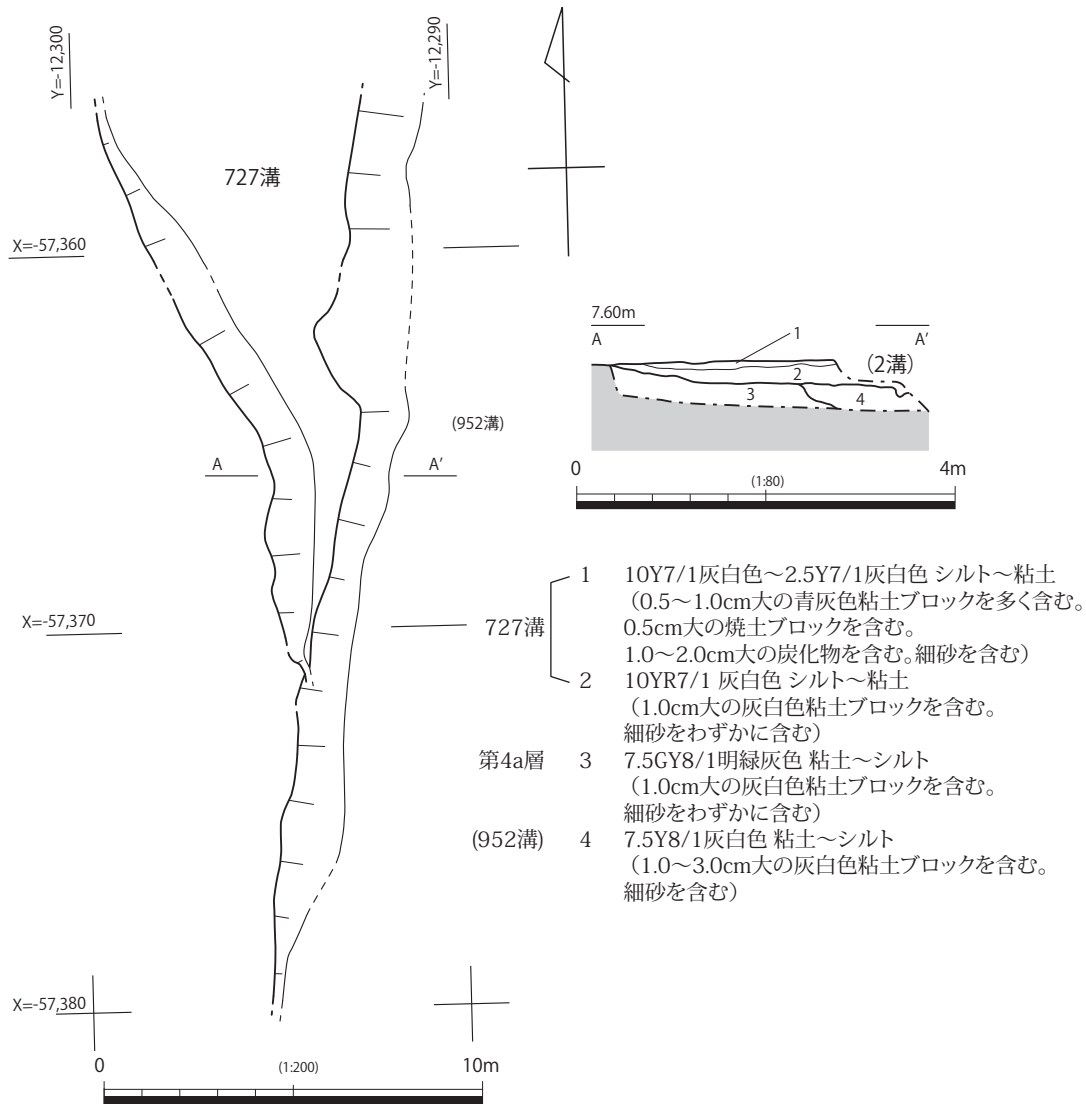 Y=-12,300
Y=-12,290
727溝
X=-57,360
7.60m
A
A'
1
(2溝)
2
3
4
(952溝)
A
A'
0
4m
(1:80)
X=-57,370
727溝
1 10Y7/1灰白色～2.5Y7/1灰白色 シルト～粘土
（0.5～1.0cm大の青灰色粘土ブロックを多く含む。
0.5cm大の焼土ブロックを含む。
1.0～2.0cm大の炭化物を含む。細砂を含む）
2 10YR7/1 灰白色 シルト～粘土
（1.0cm大の灰白色粘土ブロックを含む。
細砂をわずかに含む）
第4a層 3 7.5GY8/1明緑灰色 粘土～シルト
（1.0cm大の灰白色粘土ブロックを含む。
細砂をわずかに含む）
(952溝) 4 7.5Y8/1灰白色 粘土～シルト
（1.0～3.0cm大の灰白色粘土ブロックを含む。
細砂を含む）
X=-57,380
0
(1:200)
10m